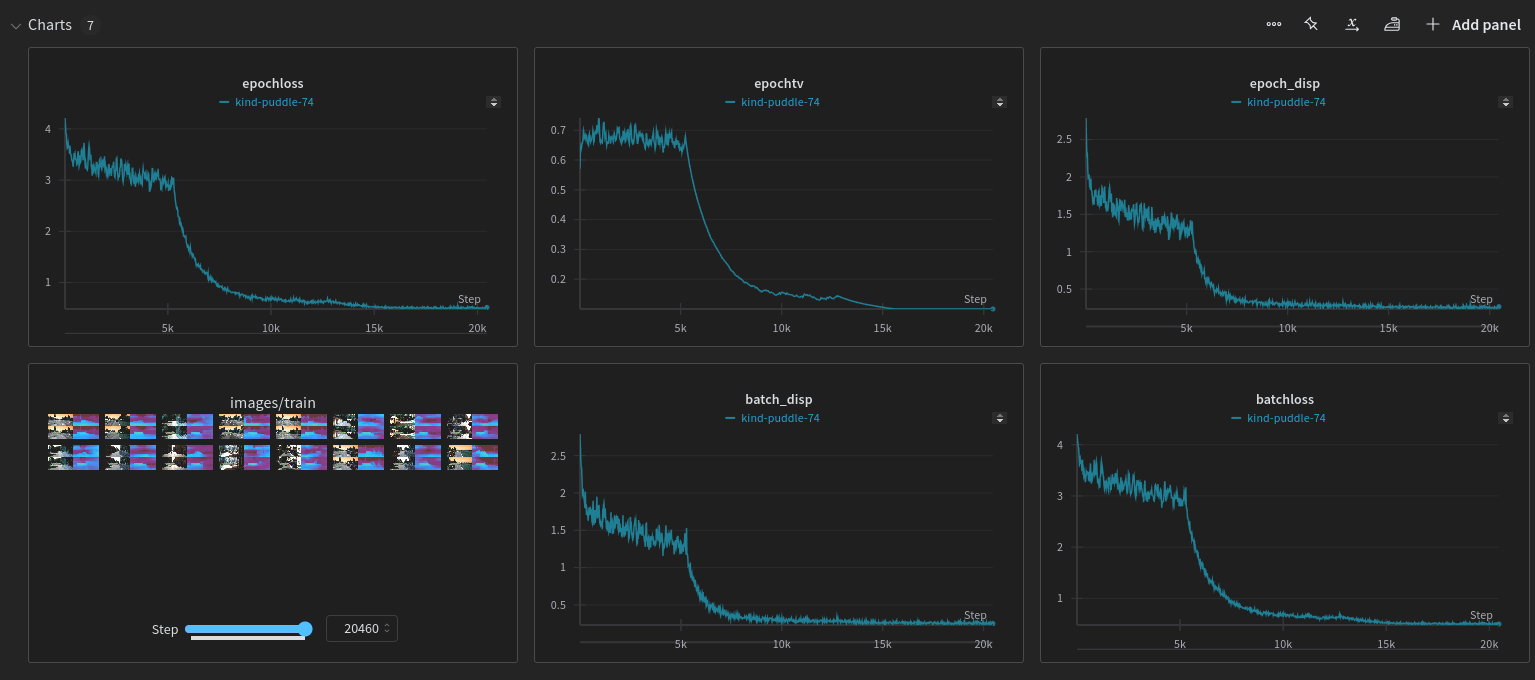 Charts 7
Add panel
epochloss
kind-puddle-74
4
3
2
1
Step
5k 10k 15k 20k
epochtv
kind-puddle-74
0.7
0.6
0.5
0.4
0.3
0.2
Step
5k 10k 15k 20k
epoch_disp
kind-puddle-74
2.5
2
1.5
1
0.5
Step
5k 10k 15k 20k
images/train
Step 20460
batch_disp
kind-puddle-74
2.5
2
1.5
1
0.5
Step
5k 10k 15k 20k
batchloss
kind-puddle-74
4
3
2
1
Step
5k 10k 15k 20k